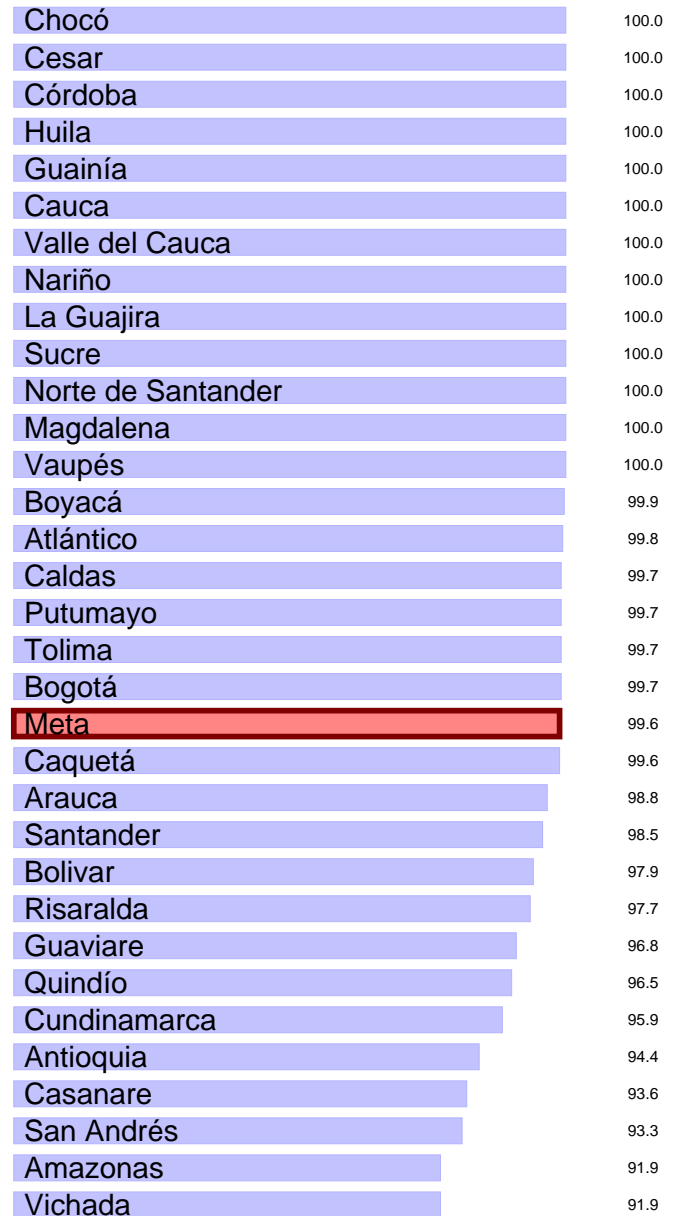 Chocó 100.0
Cesar 100.0
Córdoba 100.0
Huila 100.0
Guainía 100.0
Cauca 100.0
Valle del Cauca 100.0
Nariño 100.0
La Guajira 100.0
Sucre 100.0
Norte de Santander 100.0
Magdalena 100.0
Vaupés 100.0
Boyacá 99.9
Atlántico 99.8
Caldas 99.7
Putumayo 99.7
Tolima 99.7
Bogotá 99.7
Meta 99.6
Caquetá 99.6
Arauca 98.8
Santander 98.5
Bolivar 97.9
Risaralda 97.7
Guaviare 96.8
Quindío 96.5
Cundinamarca 95.9
Antioquia 94.4
Casanare 93.6
San Andrés 93.3
Amazonas 91.9
Vichada 91.9